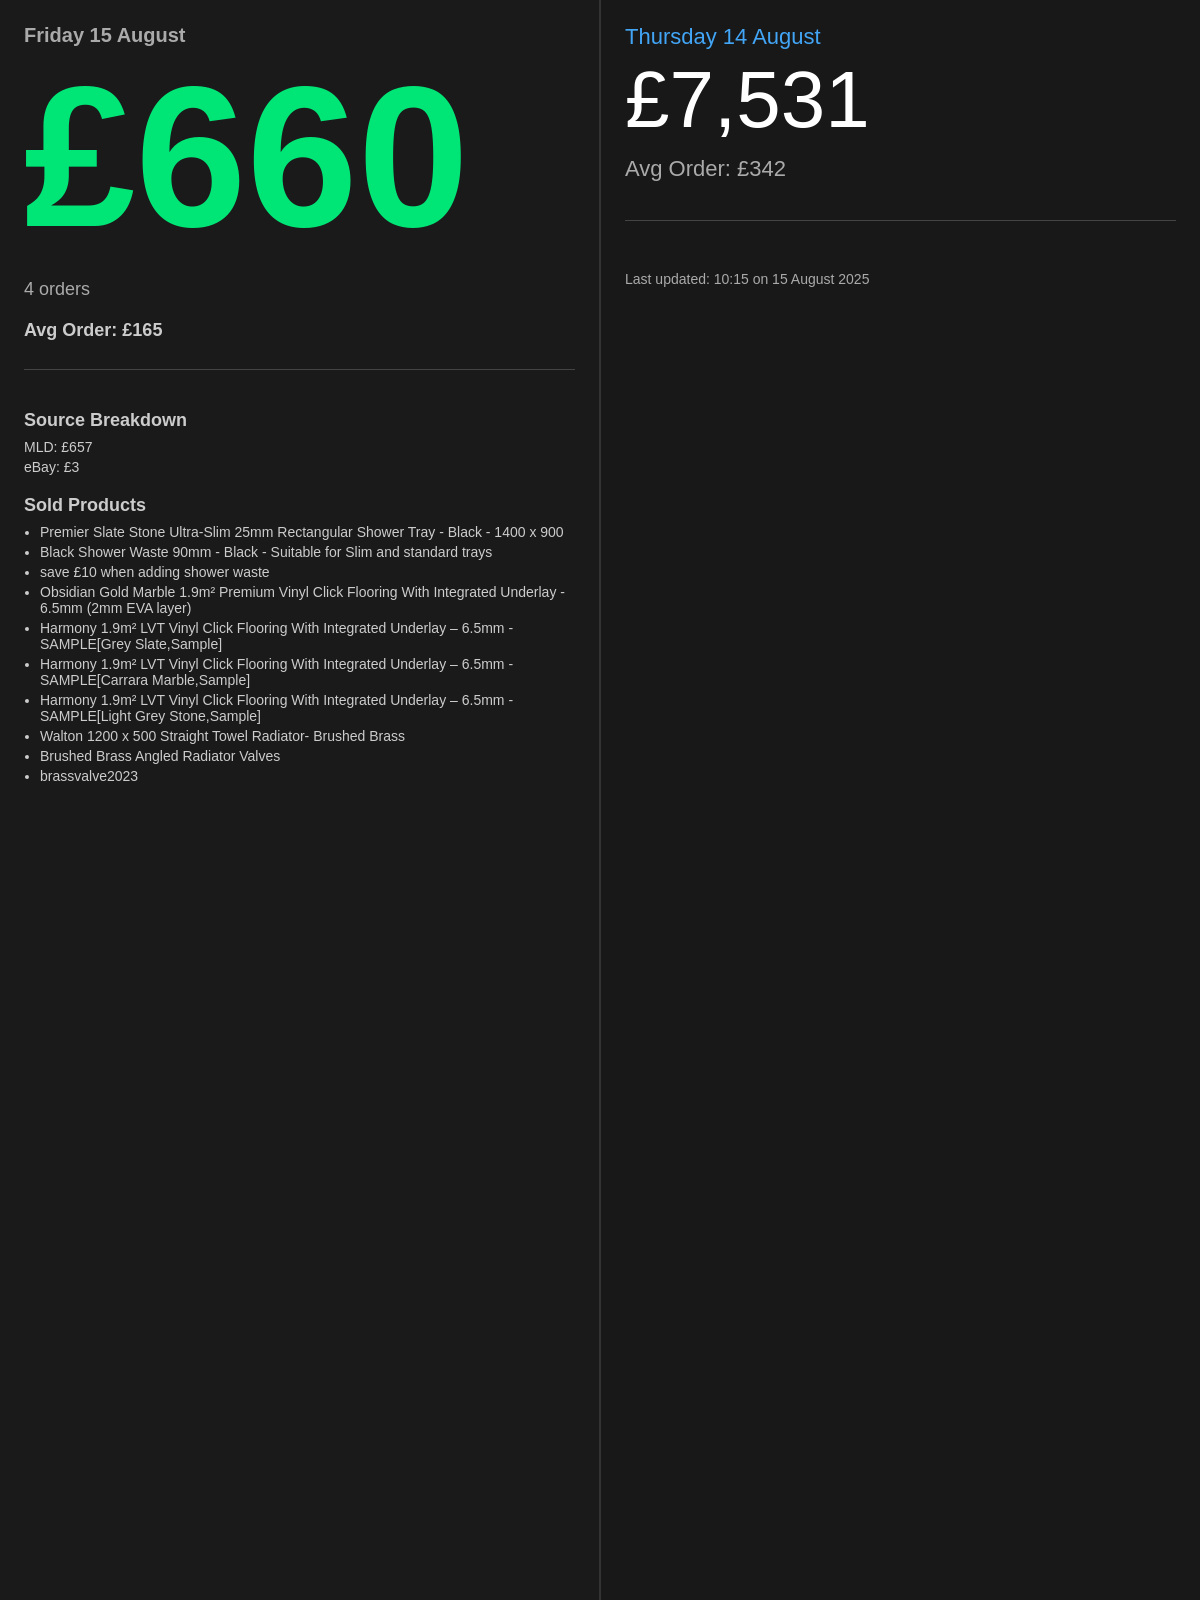 Friday 15 August
£660
4 orders
Avg Order: £165
Source Breakdown
MLD: £657
eBay: £3
Sold Products
• Premier Slate Stone Ultra-Slim 25mm Rectangular Shower Tray - Black - 1400 x 900
• Black Shower Waste 90mm - Black - Suitable for Slim and standard trays
• save £10 when adding shower waste
• Obsidian Gold Marble 1.9m² Premium Vinyl Click Flooring With Integrated Underlay -
6.5mm (2mm EVA layer)
• Harmony 1.9m² LVT Vinyl Click Flooring With Integrated Underlay – 6.5mm -
SAMPLE[Grey Slate,Sample]
• Harmony 1.9m² LVT Vinyl Click Flooring With Integrated Underlay – 6.5mm -
SAMPLE[Carrara Marble,Sample]
• Harmony 1.9m² LVT Vinyl Click Flooring With Integrated Underlay – 6.5mm -
SAMPLE[Light Grey Stone,Sample]
• Walton 1200 x 500 Straight Towel Radiator- Brushed Brass
• Brushed Brass Angled Radiator Valves
• brassvalve2023
Thursday 14 August
£7,531
Avg Order: £342
Last updated: 10:15 on 15 August 2025